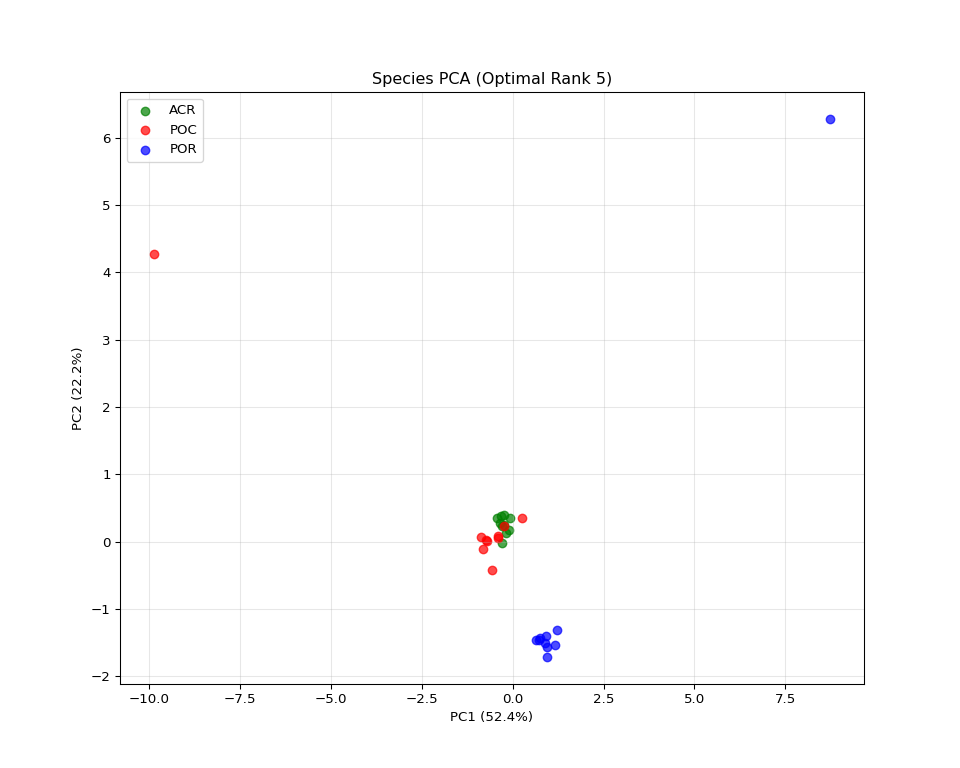 Species PCA (Optimal Rank 5)
ACR
POC
POR
6
5
4
3
2
1
0
−1
−2
PC2 (22.2%)
−10.0 −7.5 −5.0 −2.5 0.0 2.5 5.0 7.5
PC1 (52.4%)